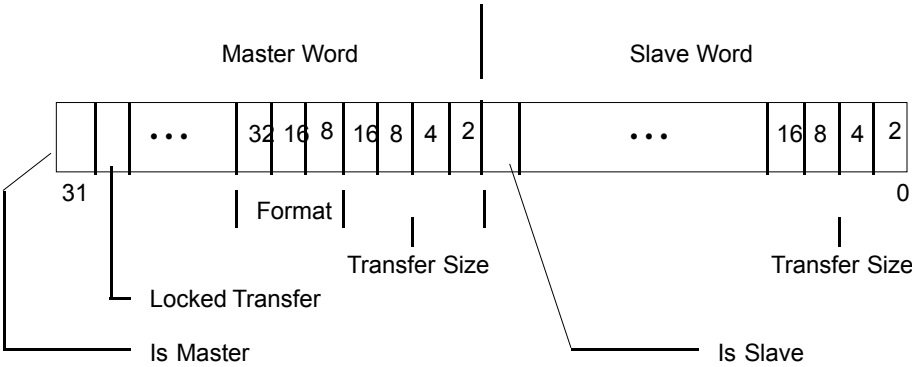 Master Word Slave Word
••• 32 16 8 16 8 4 2 ••• 16 8 4 2
31 0
Format
Transfer Size Transfer Size
Locked Transfer
Is Master Is Slave